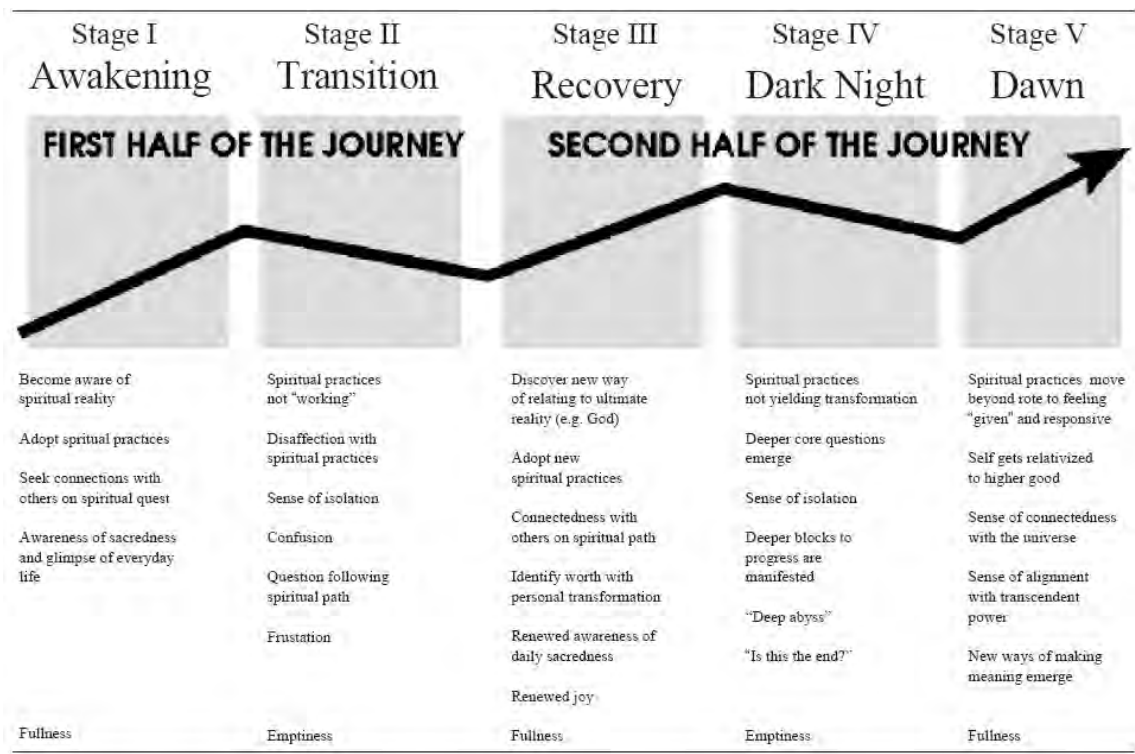 Stage I
Awakening
Stage II
Transition
Stage III
Recovery
Stage IV
Dark Night
Stage V
Dawn
FIRST HALF OF THE JOURNEY
SECOND HALF OF THE JOURNEY
Become aware of
spiritual reality
Adopt spritual practices
Seek connections with
others on spiritual quest
Awareness of sacredness
and glimpse of everyday
life
Fullness
Spiritual practices
not “working”
Disaffection with
spiritual practices
Sense of isolation
Confusion
Question following
spiritual path
Frustation
Emptiness
Discover new way
of relating to ultimate
reality (e.g. God)
Adopt new
spiritual practices
Connectedness with
others on spiritual path
Identify worth with
personal transformation
Renewed awareness of
daily sacredness
Renewed joy
Fullness
Spiritual practices
not yielding transformation
Deeper core questions
emerge
Sense of isolation
Deeper blocks to
progress are
manifested
“Deep abyss”
“Is this the end?”
Emptiness
Spiritual practices move
beyond rote to feeling
“given” and responsive
Self gets relativized
to higher good
Sense of connectedness
with the universe
Sense of alignment
with transcendent
power
New ways of making
meaning emerge
Fullness